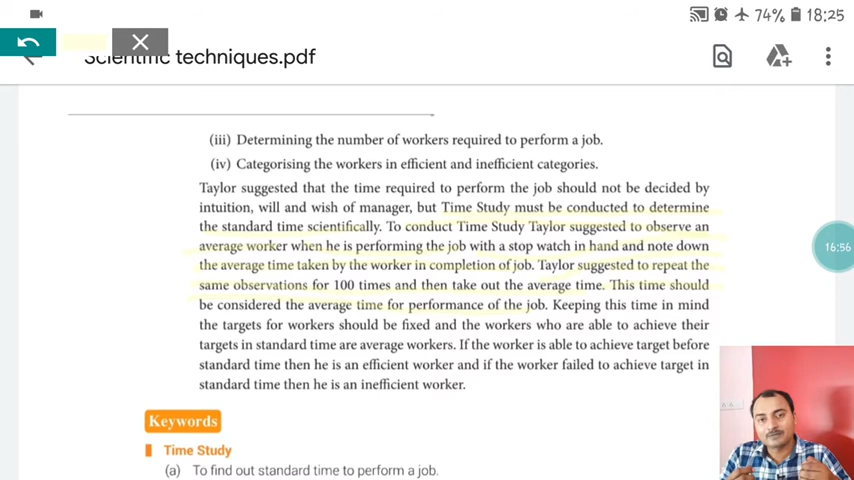 74% 18:25
Scientific techniques.pdf
(iii) Determining the number of workers required to perform a job.
(iv) Categorising the workers in efficient and inefficient categories.
Taylor suggested that the time required to perform the job should not be decided by
intuition, will and wish of manager, but Time Study must be conducted to determine
the standard time scientifically. To conduct Time Study Taylor suggested to observe an
average worker when he is performing the job with a stop watch in hand and note down
the average time taken by the worker in completion of job. Taylor suggested to repeat the
same observations for 100 times and then take out the average time. This time should
be considered the average time for performance of the job. Keeping this time in mind
the targets for workers should be fixed and the workers who are able to achieve their
targets in standard time are average workers. If the worker is able to achieve target before
standard time then he is an efficient worker and if the worker failed to achieve target in
standard time then he is an inefficient worker.
16:56
Keywords
Time Study
(a) To find out standard time to perform a job.